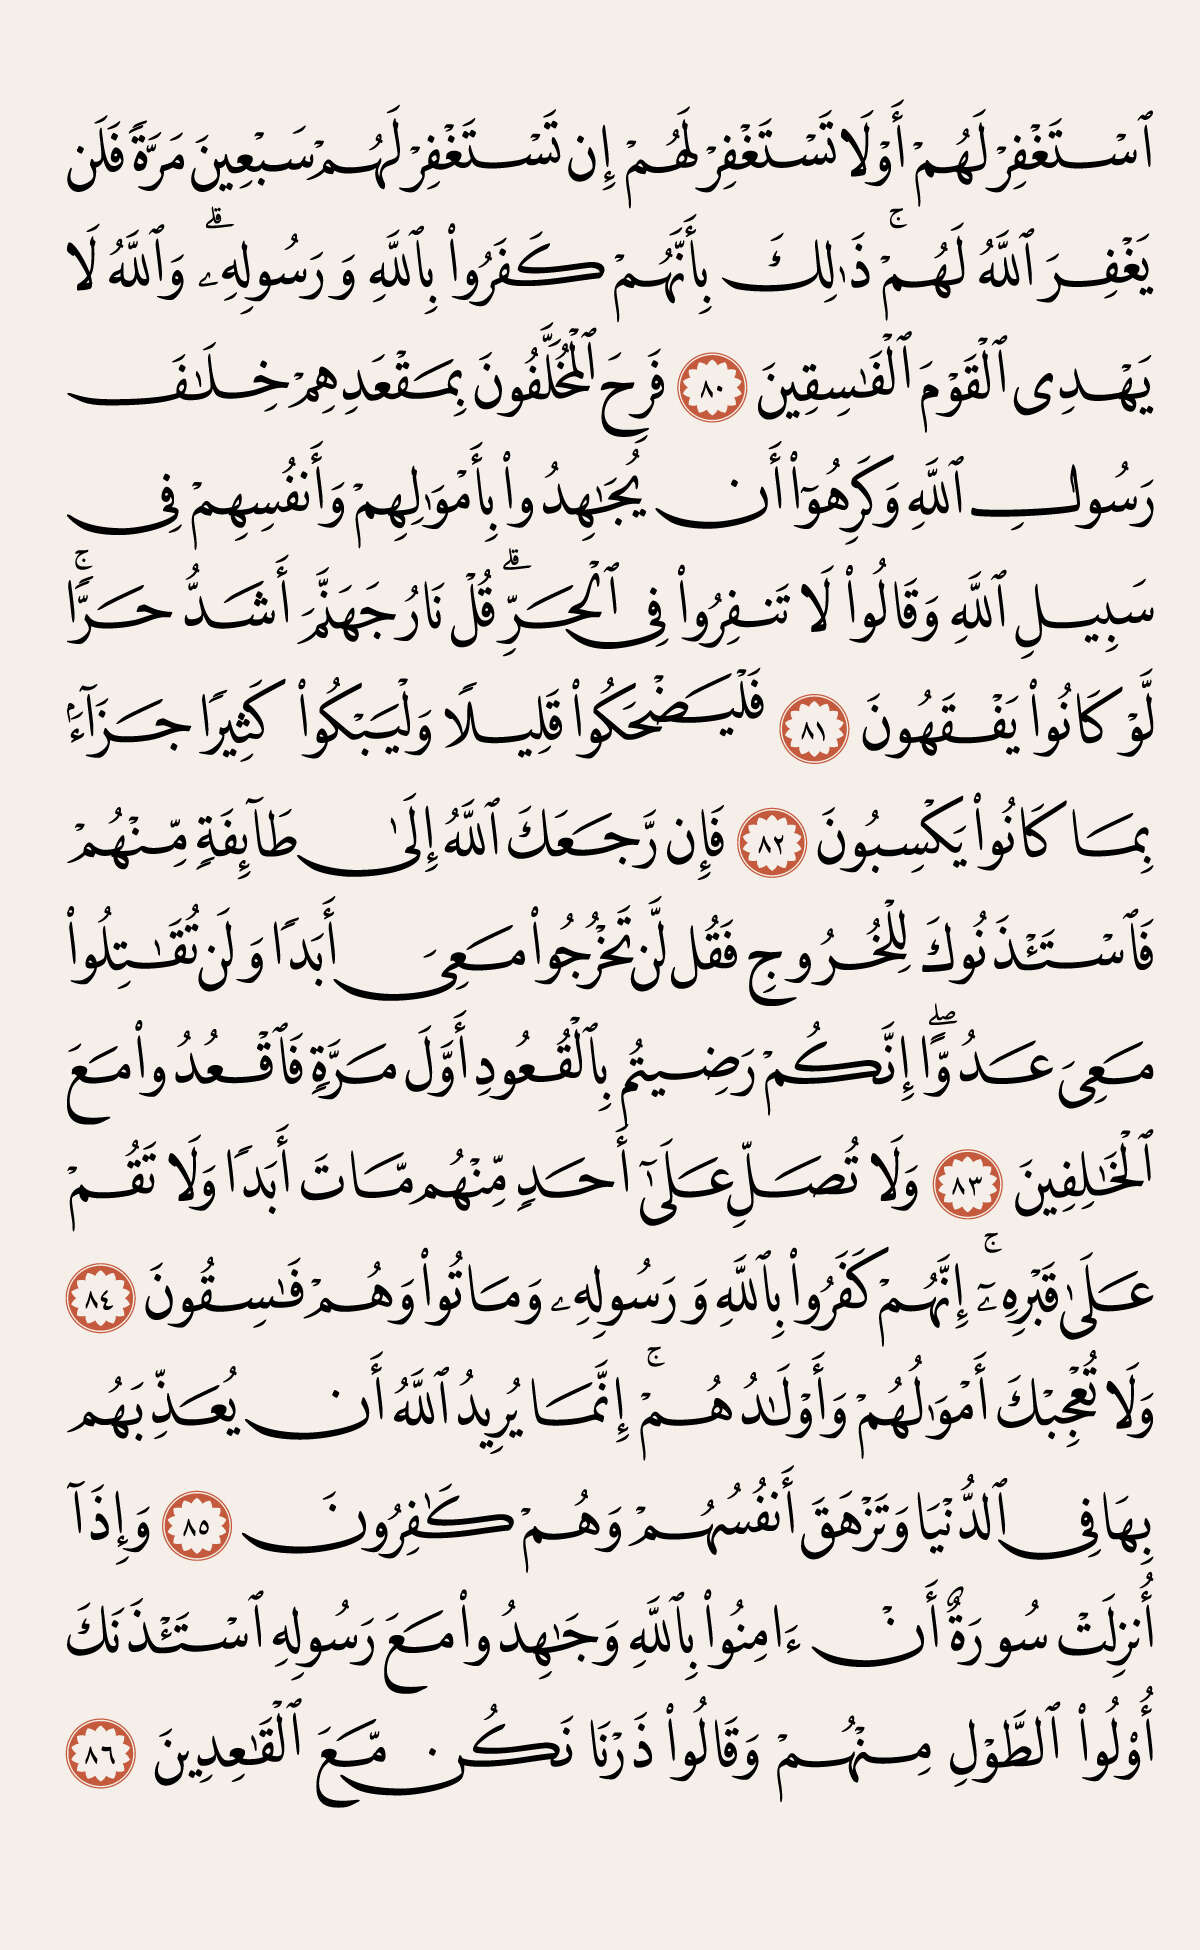 ٱسۡتَغۡفِرۡ لَهُمۡ أَوۡ لَا تَسۡتَغۡفِرۡ لَهُمۡ إِن تَسۡتَغۡفِرۡ لَهُمۡ سَبۡعِينَ مَرَّةً فَلَن
يَغۡفِرَ ٱللَّهُ لَهُمۡۚ ذَٰلِكَ بِأَنَّهُمۡ كَفَرُواْ بِٱللَّهِ وَرَسُولِهِۦۗ وَٱللَّهُ لَا
يَهۡدِى ٱلۡقَوۡمَ ٱلۡفَٰسِقِينَ ٨٠ فَرِحَ ٱلۡمُخَلَّفُونَ بِمَقۡعَدِهِمۡ خِلَٰفَ
رَسُولِ ٱللَّهِ وَكَرِهُوٓاْ أَن يُجَٰهِدُواْ بِأَمۡوَٰلِهِمۡ وَأَنفُسِهِمۡ فِى
سَبِيلِ ٱللَّهِ وَقَالُواْ لَا تَنفِرُواْ فِى ٱلۡحَرِّۗ قُلۡ نَارُ جَهَنَّمَ أَشَدُّ حَرًّاۚ
لَّوۡ كَانُواْ يَفۡقَهُونَ ٨١ فَلۡيَضۡحَكُواْ قَلِيلًا وَلۡيَبۡكُواْ كَثِيرًا جَزَآءَۢ
بِمَا كَانُواْ يَكۡسِبُونَ ٨٢ فَإِن رَّجَعَكَ ٱللَّهُ إِلَىٰ طَآئِفَةٍ مِّنۡهُمۡ
فَٱسۡتَـٔۡذَنُوكَ لِلۡخُرُوجِ فَقُل لَّن تَخۡرُجُواْ مَعِىَ أَبَدًا وَلَن تُقَٰتِلُواْ
مَعِىَ عَدُوًّاۖ إِنَّكُمۡ رَضِيتُم بِٱلۡقُعُودِ أَوَّلَ مَرَّةٍ فَٱقۡعُدُواْ مَعَ
ٱلۡخَٰلِفِينَ ٨٣ وَلَا تُصَلِّ عَلَىٰٓ أَحَدٍ مِّنۡهُم مَّاتَ أَبَدًا وَلَا تَقُمۡ
عَلَىٰ قَبۡرِهِۦٓۚ إِنَّهُمۡ كَفَرُواْ بِٱللَّهِ وَرَسُولِهِۦ وَمَاتُواْ وَهُمۡ فَٰسِقُونَ ٨٤
وَلَا تُعۡجِبۡكَ أَمۡوَٰلُهُمۡ وَأَوۡلَٰدُهُمۡۚ إِنَّمَا يُرِيدُ ٱللَّهُ أَن يُعَذِّبَهُم
بِهَا فِى ٱلدُّنۡيَا وَتَزۡهَقَ أَنفُسُهُمۡ وَهُمۡ كَٰفِرُونَ ٨٥ وَإِذَآ
أُنزِلَتۡ سُورَةٌ أَنۡ ءَامِنُواْ بِٱللَّهِ وَجَٰهِدُواْ مَعَ رَسُولِهِ ٱسۡتَـٔۡذَنَكَ
أُوْلُواْ ٱلطَّوۡلِ مِنۡهُمۡ وَقَالُواْ ذَرۡنَا نَكُن مَّعَ ٱلۡقَٰعِدِينَ ٨٦